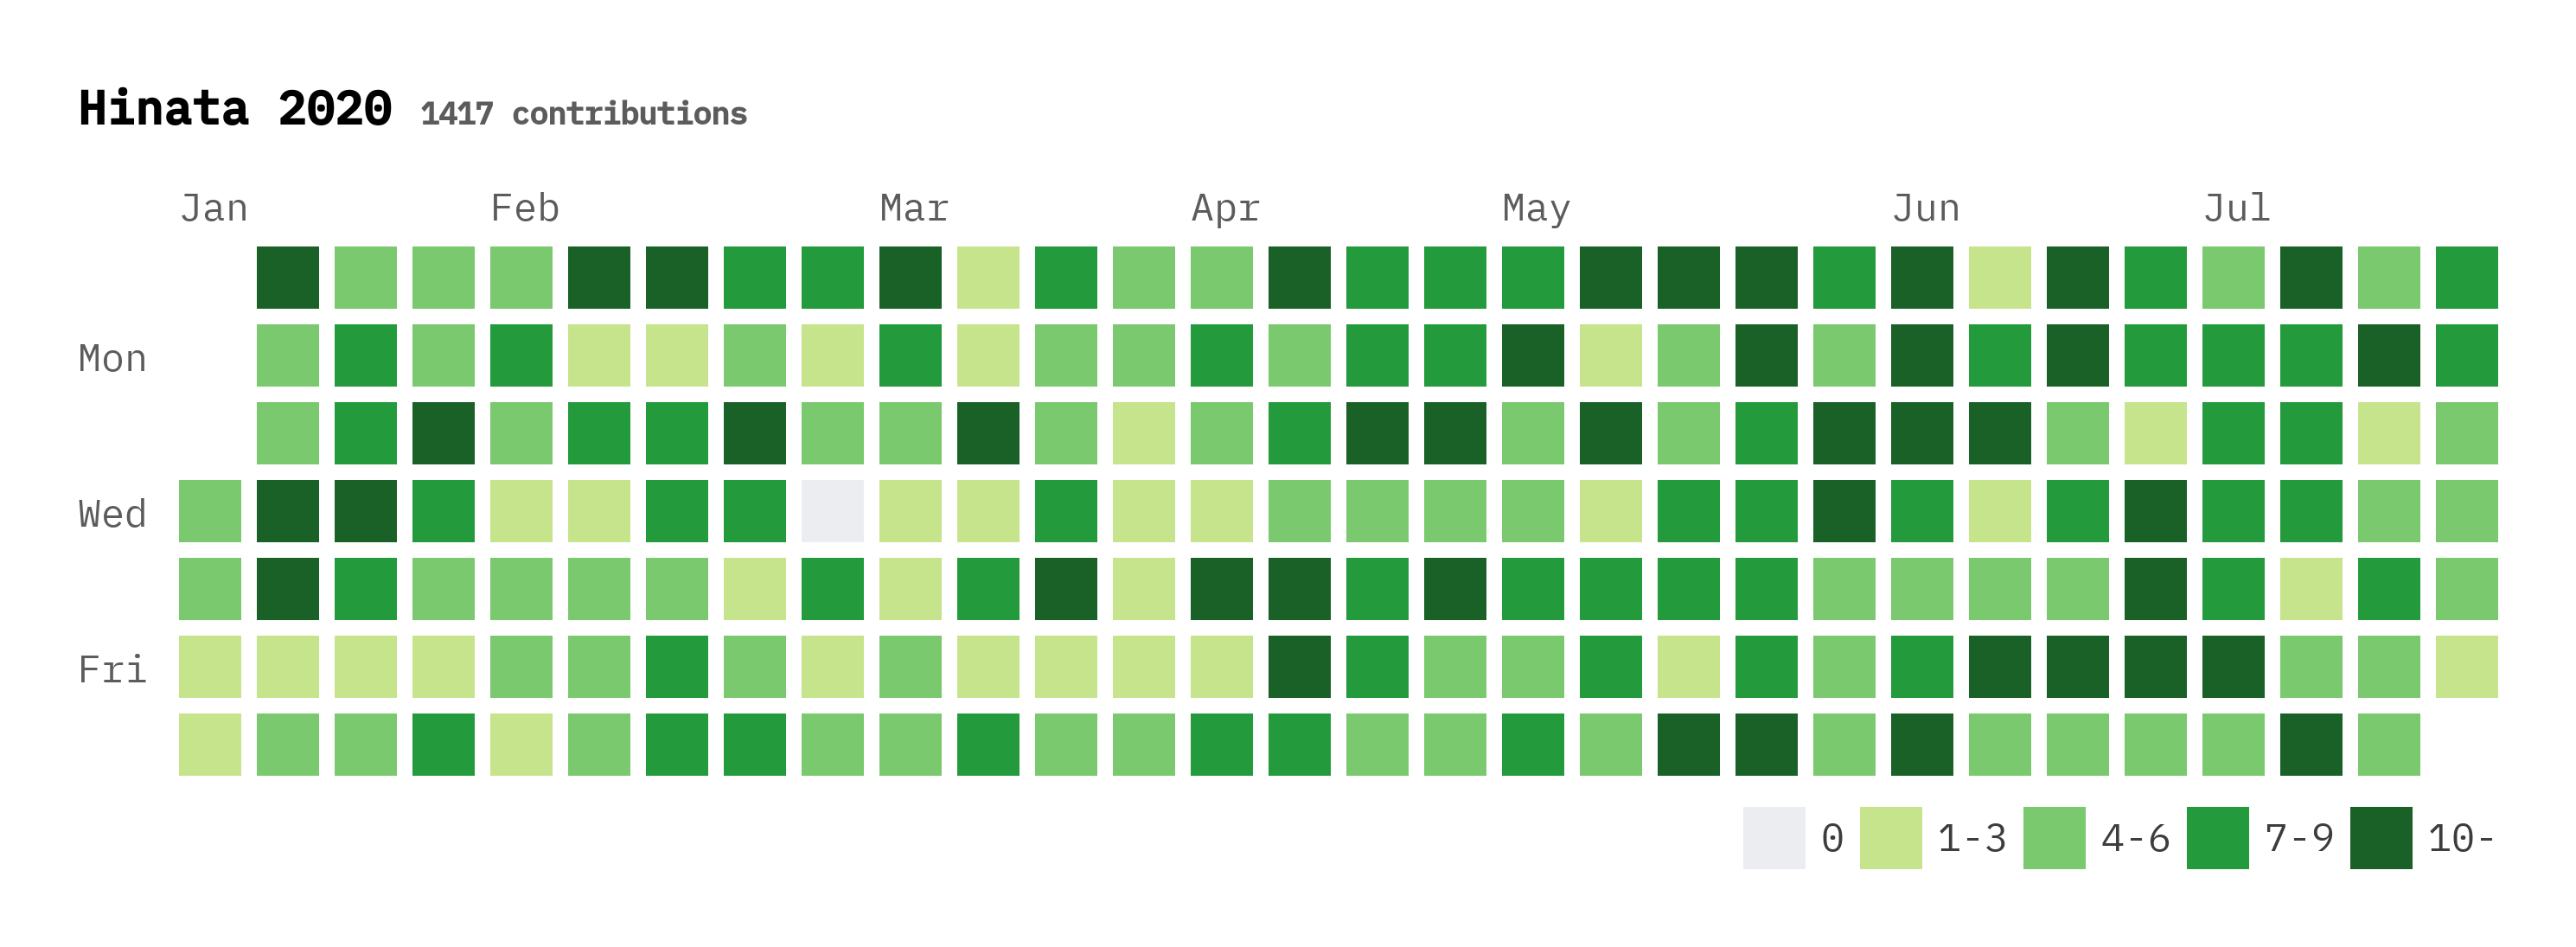 Hinata 2020 1417 contributions
Jan Feb Mar Apr May Jun Jul
Mon
Wed
Fri
0 1-3 4-6 7-9 10-